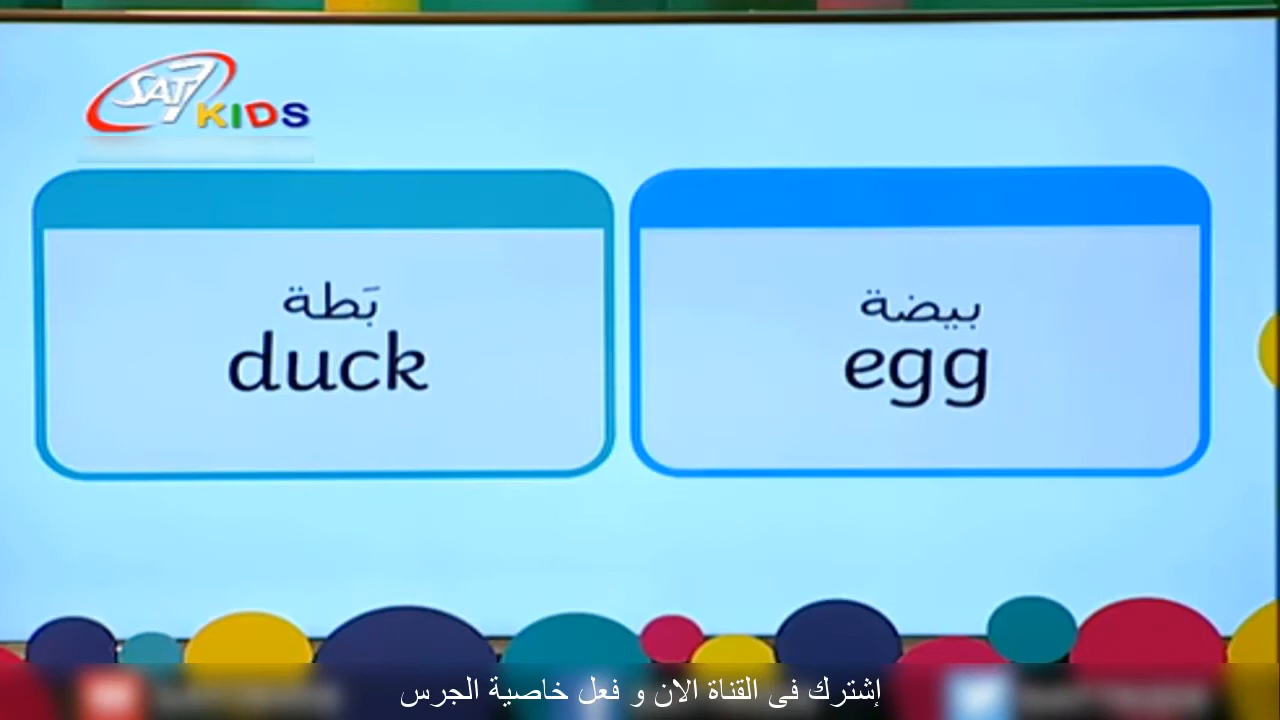 SAT7
KIDS
بَطة
duck
بيضة
egg
إشترك فى القناة الان و فعل خاصية الجرس